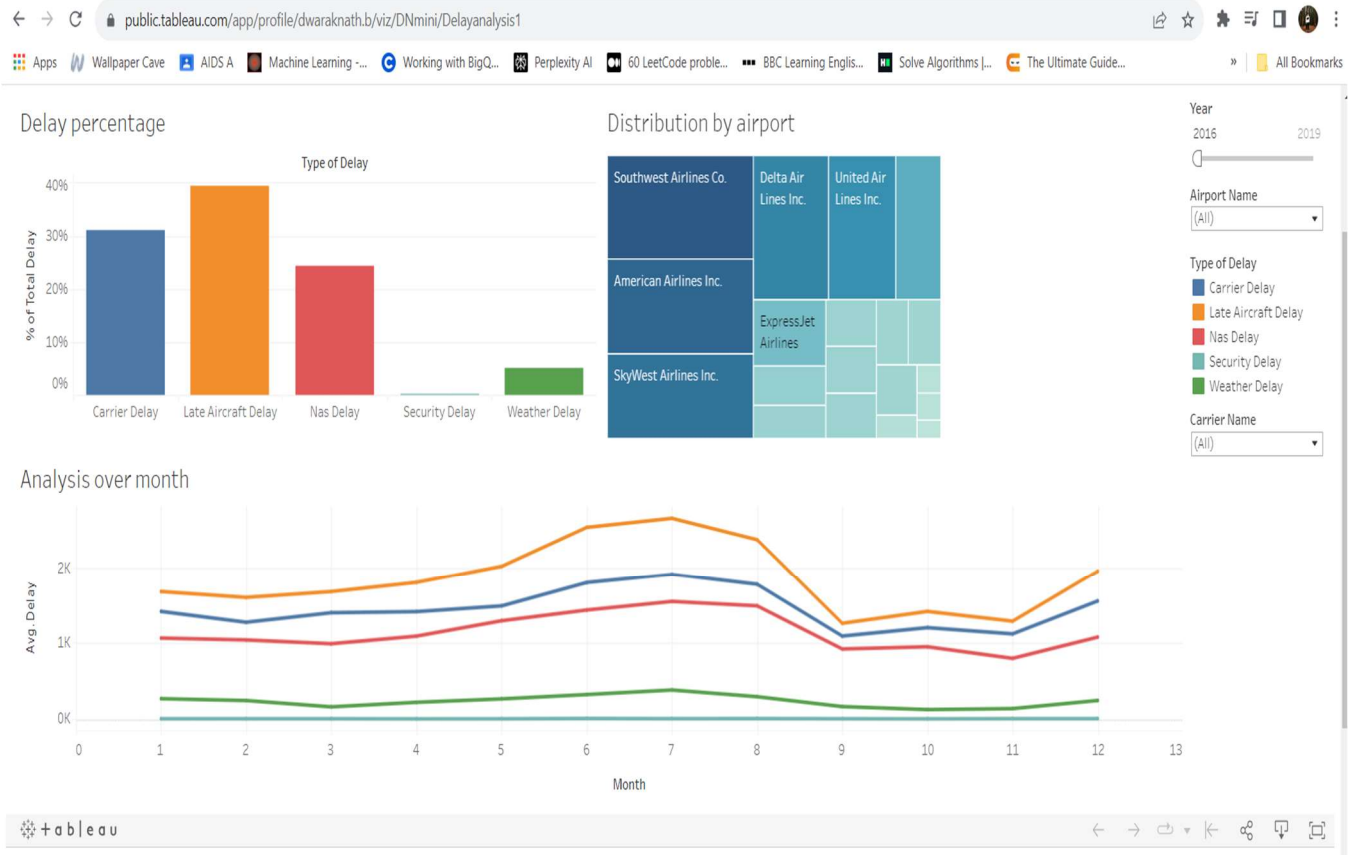 public.tableau.com/app/profile/dwaraknath.b/viz/DNmini/Delayanalysis1
Apps Wallpaper Cave AIDS A Machine Learning -... Working with BigQ... Perplexity AI 60 LeetCode proble... BBC Learning Englis... Solve Algorithms |... The Ultimate Guide... » All Bookmarks
Delay percentage
Type of Delay
% of Total Delay
40%
30%
20%
10%
0%
Carrier Delay Late Aircraft Delay Nas Delay Security Delay Weather Delay
Distribution by airport
Southwest Airlines Co.
American Airlines Inc.
SkyWest Airlines Inc.
Delta Air
Lines Inc.
United Air
Lines Inc.
ExpressJet
Airlines
Year
2016 2019
Airport Name
(All)
Type of Delay
Carrier Delay
Late Aircraft Delay
Nas Delay
Security Delay
Weather Delay
Carrier Name
(All)
Analysis over month
Avg. Delay
2K
1K
0K
0 1 2 3 4 5 6 7 8 9 10 11 12 13
Month
+ a b l e a u